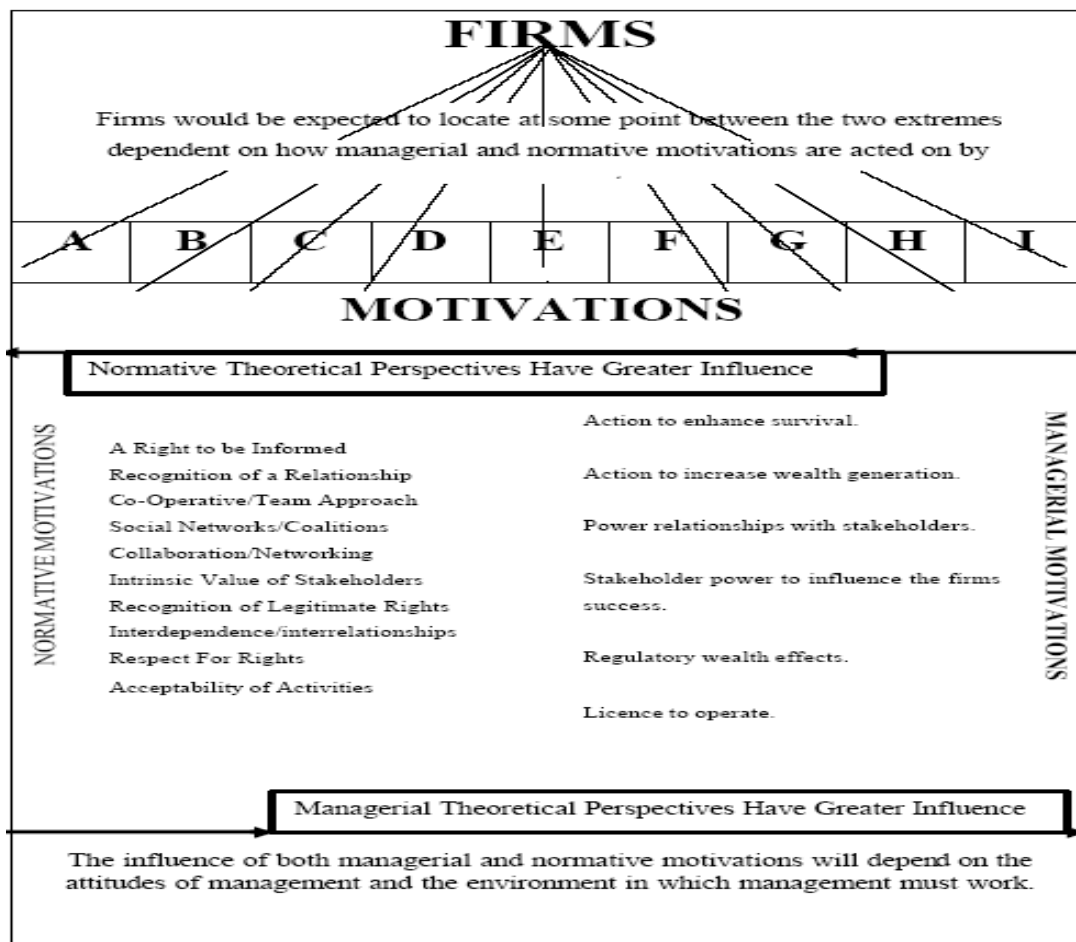 FIRMS
Firms would be expected to locate at some point between the two extremes
dependent on how managerial and normative motivations are acted on by
A B C D E F G H I
MOTIVATIONS
Normative Theoretical Perspectives Have Greater Influence
NORMATIVE MOTIVATIONS
A Right to be Informed
Recognition of a Relationship
Co-Operative/Team Approach
Social Networks/Coalitions
Collaboration/Networking
Intrinsic Value of Stakeholders
Recognition of Legitimate Rights
Interdependence/interrelationships
Respect For Rights
Acceptability of Activities
Action to enhance survival.
Action to increase wealth generation.
Power relationships with stakeholders.
Stakeholder power to influence the firms
success.
Regulatory wealth effects.
Licence to operate.
MANAGERIAL MOTIVATIONS
Managerial Theoretical Perspectives Have Greater Influence
The influence of both managerial and normative motivations will depend on the
attitudes of management and the environment in which management must work.